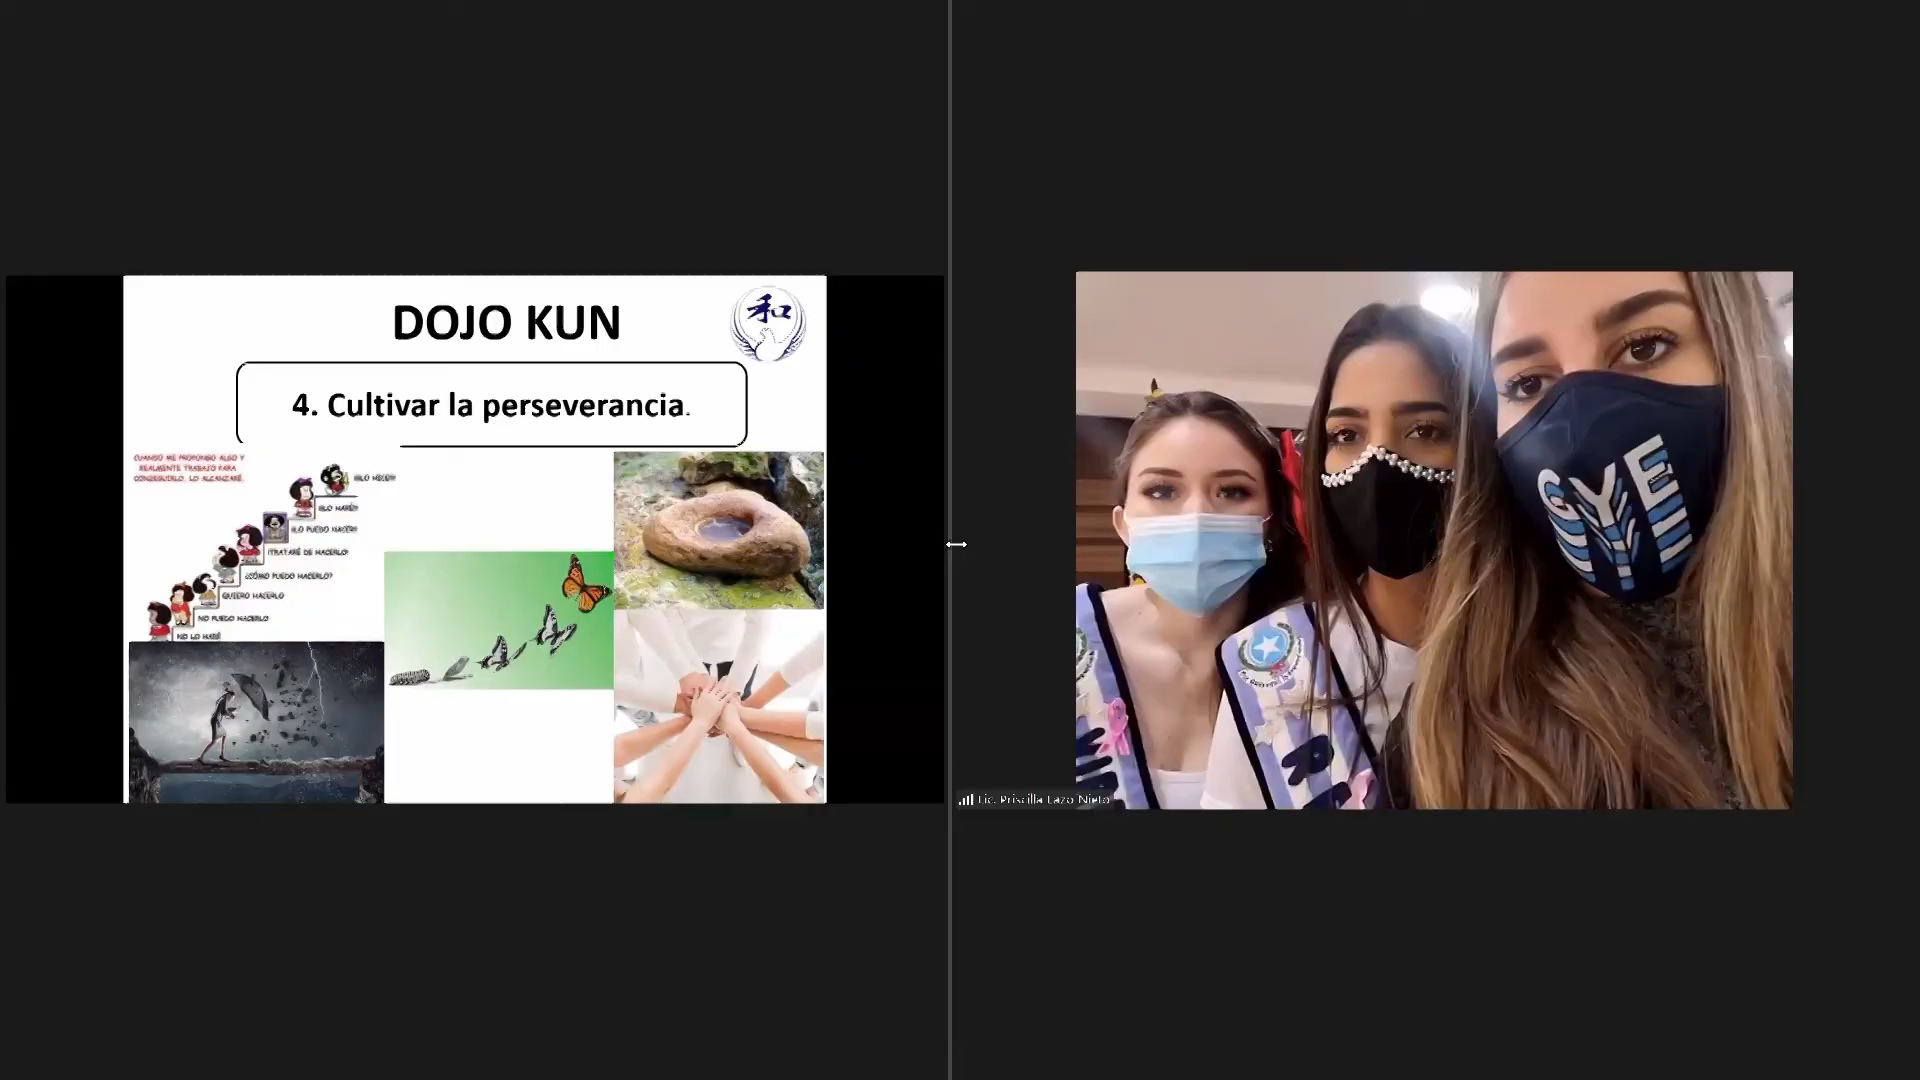 DOJO KUN
和
4. Cultivar la perseverancia.
CUANDO ME PROPONGO ALGO Y
REALMENTE TRABAJO PARA
CONSEGUIRLO, LO ALCANZARÉ.
¡¡LO HICE!!
¡LO HARÉ!!
¡LO PUEDO HACER!
¡TRATARÉ DE HACERLO!
¿CÓMO PUEDO HACERLO?
QUIERO HACERLO
NO PUEDO HACERLO
NO LO HARÉ
GYE
Lic. Priscilla Lazo Nieto